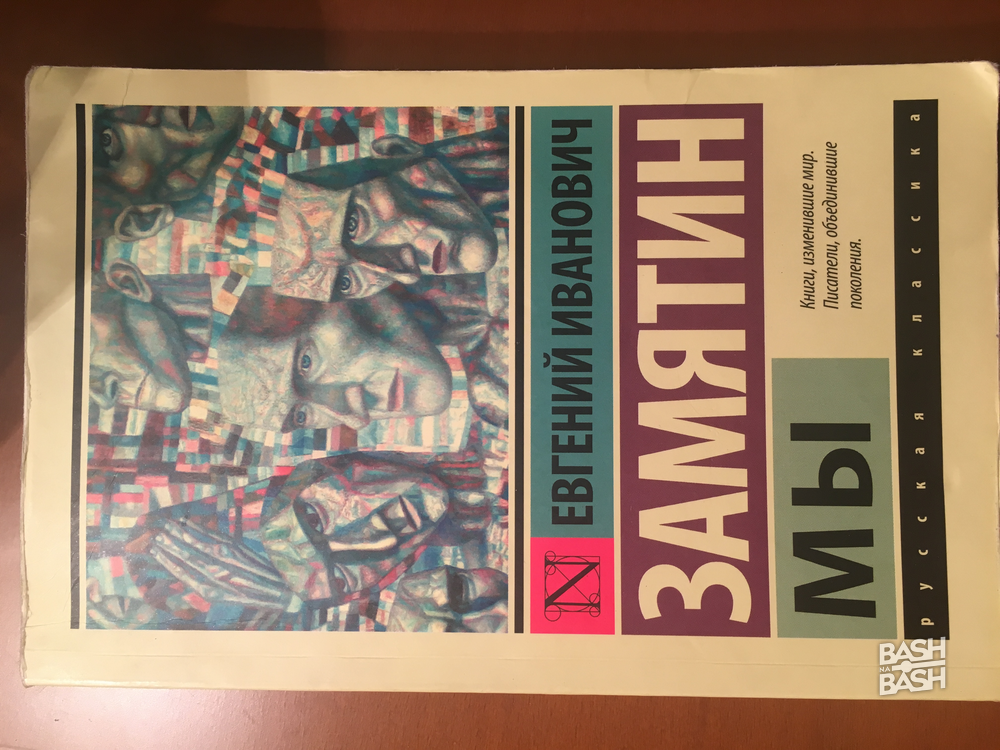 ЕВГЕНИЙ ИВАНОВИЧ
ЗАМЯТИН
МЫ
Книги, изменившие мир.
Писатели, объединившие
поколения.
русская классика
BASH
NA
BASH